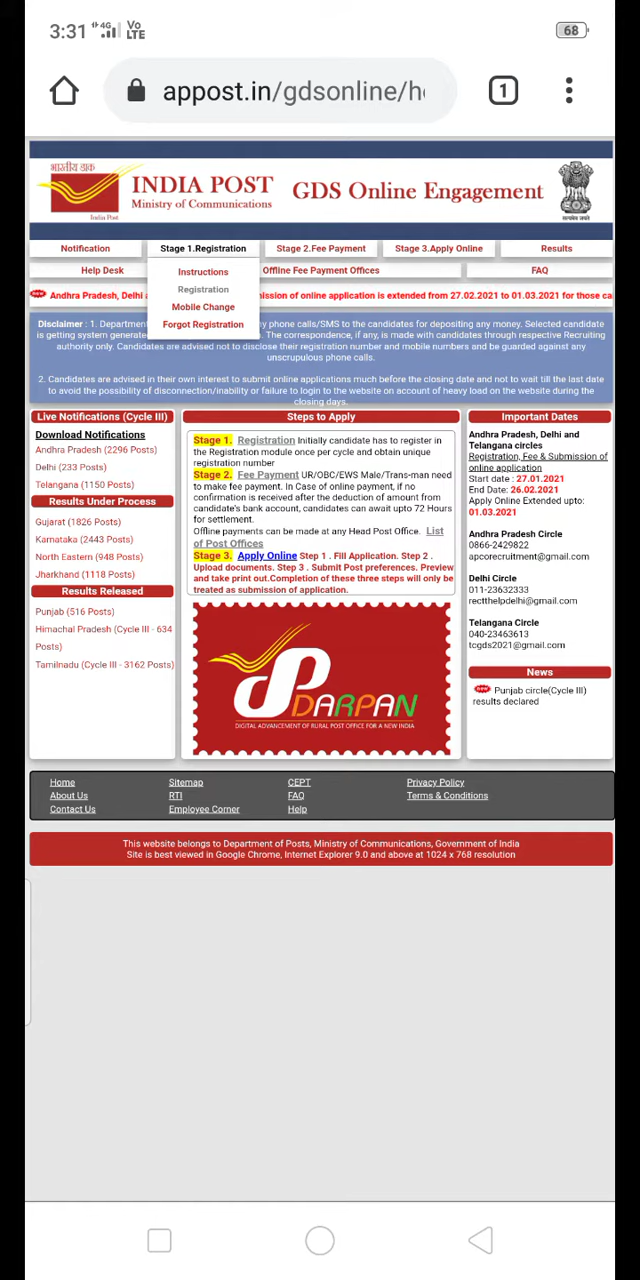 3:31 4G Vo LTE 68
appost.in/gdsonline/h 1
भारतीय डाक
India Post
INDIA POST
Ministry of Communications
GDS Online Engagement
Notification Stage 1.Registration Stage 2.Fee Payment Stage 3.Apply Online Results
Help Desk Offline Fee Payment Offices FAQ
Instructions
Registration
Mobile Change
Forgot Registration
New Andhra Pradesh, Delhi a mission of online application is extended from 27.02.2021 to 01.03.2021 for those ca
Disclaimer : 1. Department y phone calls/SMS to the candidates for depositing any money. Selected candidate
is getting system generate . The correspondence, if any, is made with candidates through respective Recruiting
authority only. Candidates are advised not to disclose their registration number and mobile numbers and be guarded against any
unscrupulous phone calls.
2. Candidates are advised in their own interest to submit online applications much before the closing date and not to wait till the last date
to avoid the possibility of disconnection/inability or failure to login to the website on account of heavy load on the website during the
closing days.
Live Notifications (Cycle III)
Download Notifications
Andhra Pradesh (2296 Posts)
Delhi (233 Posts)
Telangana (1150 Posts)
Results Under Process
Gujarat (1826 Posts)
Karnataka (2443 Posts)
North Eastern (948 Posts)
Jharkhand (1118 Posts)
Results Released
Punjab (516 Posts)
Himachal Pradesh (Cycle III - 634
Posts)
Tamilnadu (Cycle III - 3162 Posts)
Steps to Apply
Stage 1. Registration Initially candidate has to register in
the Registration module once per cycle and obtain unique
registration number
Stage 2. Fee Payment UR/OBC/EWS Male/Trans-man need
to make fee payment. In Case of online payment, if no
confirmation is received after the deduction of amount from
candidate's bank account, candidates can await upto 72 Hours
for settlement.
Offline payments can be made at any Head Post Office. List
of Post Offices
Stage 3. Apply Online Step 1 . Fill Application. Step 2 .
Upload documents. Step 3 . Submit Post preferences. Preview
and take print out.Completion of these three steps will only be
treated as submission of application.
DARPAN
DIGITAL ADVANCEMENT OF RURAL POST OFFICE FOR A NEW INDIA
Important Dates
Andhra Pradesh, Delhi and
Telangana circles
Registration, Fee & Submission of
online application
Start date : 27.01.2021
End Date: 26.02.2021
Apply Online Extended upto:
01.03.2021
Andhra Pradesh Circle
0866-2429822
apcorecruitment@gmail.com
Delhi Circle
011-23632333
rectthelpdelhi@gmail.com
Telangana Circle
040-23463613
tcgds2021@gmail.com
News
New Punjab circle(Cycle III)
results declared
Home Sitemap CEPT Privacy Policy
About Us RTI FAQ Terms & Conditions
Contact Us Employee Corner Help
This website belongs to Department of Posts, Ministry of Communications, Government of India
Site is best viewed in Google Chrome, Internet Explorer 9.0 and above at 1024 x 768 resolution